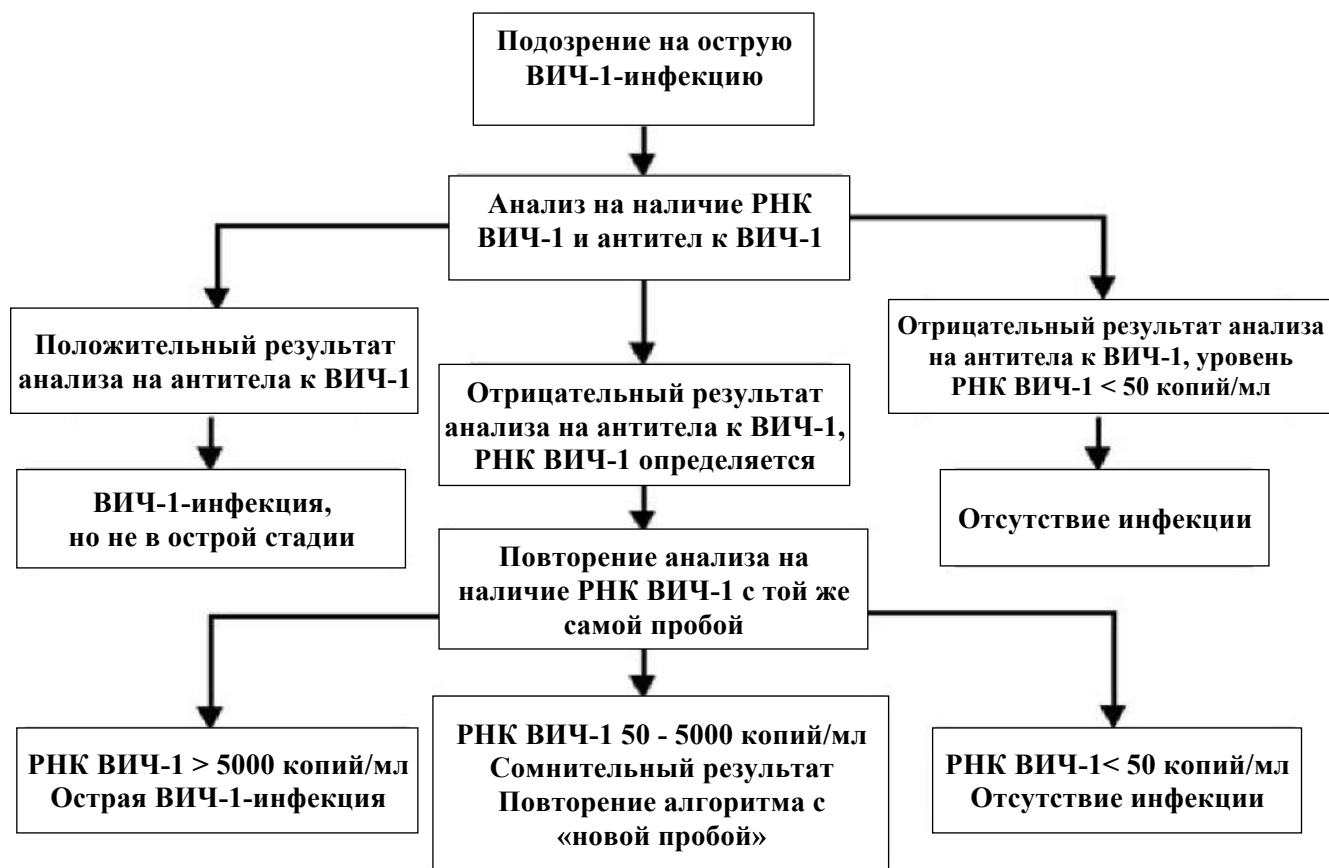 Подозрение на острую
ВИЧ-1-инфекцию
Анализ на наличие РНК
ВИЧ-1 и антител к ВИЧ-1
Положительный результат
анализа на антитела к ВИЧ-1
Отрицательный результат
анализа на антитела к ВИЧ-1,
РНК ВИЧ-1 определяется
Отрицательный результат анализа
на антитела к ВИЧ-1, уровень
РНК ВИЧ-1 < 50 копий/мл
ВИЧ-1-инфекция,
но не в острой стадии
Отсутствие инфекции
Повторение анализа на
наличие РНК ВИЧ-1 с той же
самой пробой
РНК ВИЧ-1 > 5000 копий/мл
Острая ВИЧ-1-инфекция
РНК ВИЧ-1 50 - 5000 копий/мл
Сомнительный результат
Повторение алгоритма с
«новой пробой»
РНК ВИЧ-1< 50 копий/мл
Отсутствие инфекции